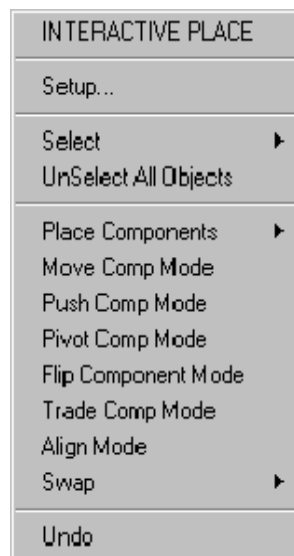 INTERACTIVE PLACE
Setup...
Select
UnSelect All Objects
Place Components
Move Comp Mode
Push Comp Mode
Pivot Comp Mode
Flip Component Mode
Trade Comp Mode
Align Mode
Swap
Undo